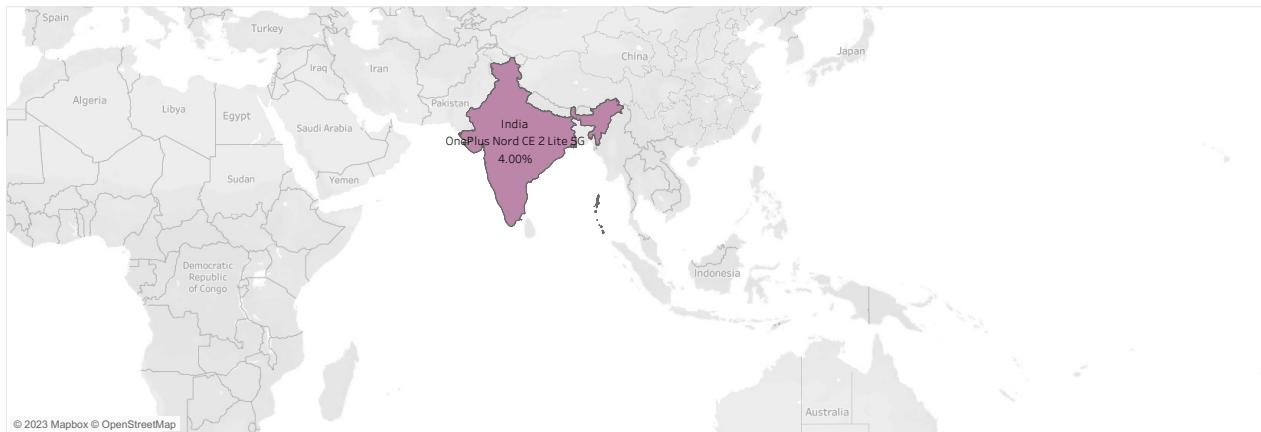 Spain
Turkey
Japan
China
Iraq
Iran
Algeria
Libya
Egypt
Pakistan
Saudi Arabia
India
OnePlus Nord CE 2 Lite 5G
4.00%
Sudan
Yemen
Democratic
Republic
of Congo
Indonesia
Australia
© 2023 Mapbox © OpenStreetMap